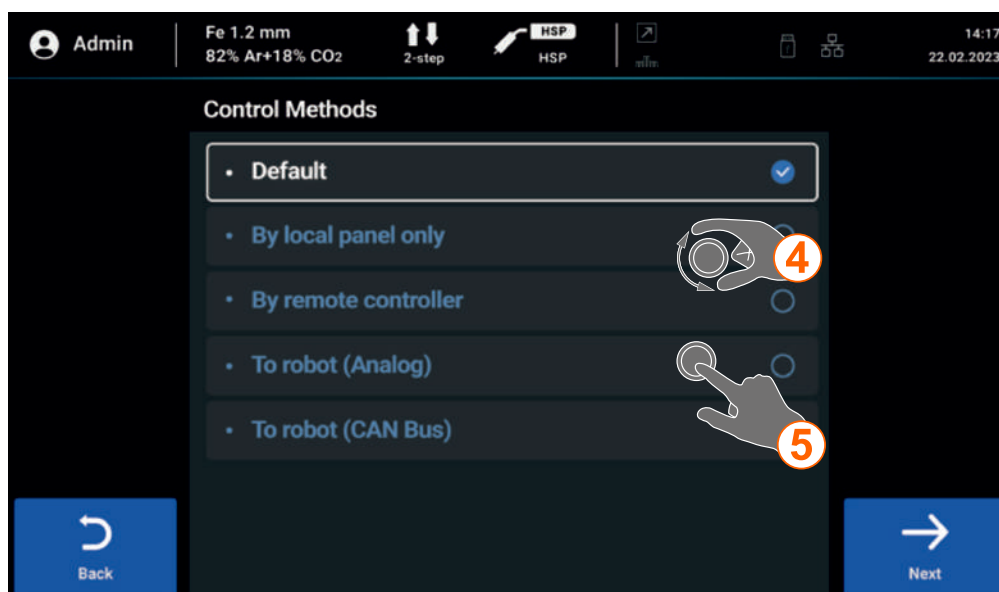 Admin
Fe 1.2 mm
82% Ar+18% CO2
2-step
HSP
HSP
14:17
22.02.2023
Control Methods
• Default
• By local panel only
4
• By remote controller
• To robot (Analog)
• To robot (CAN Bus)
5
Back
Next